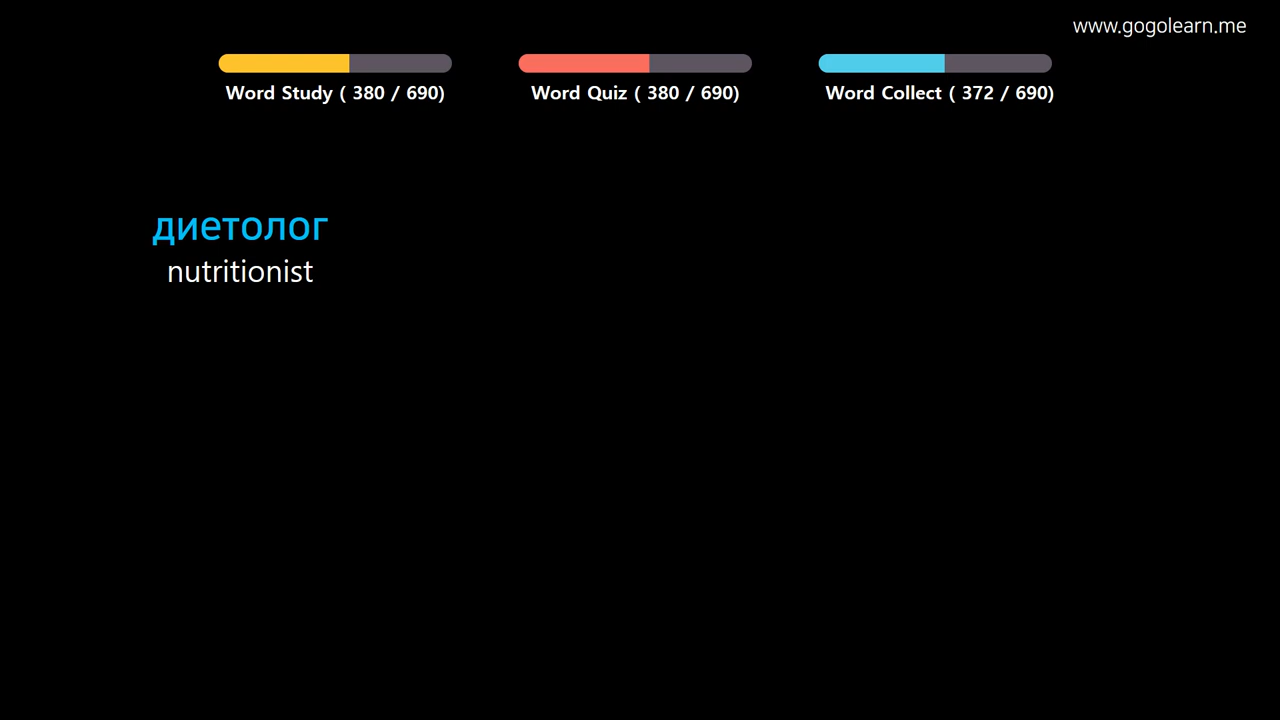 www.gogolearn.me
Word Study ( 380 / 690)
Word Quiz ( 380 / 690)
Word Collect ( 372 / 690)
диетолог
nutritionist